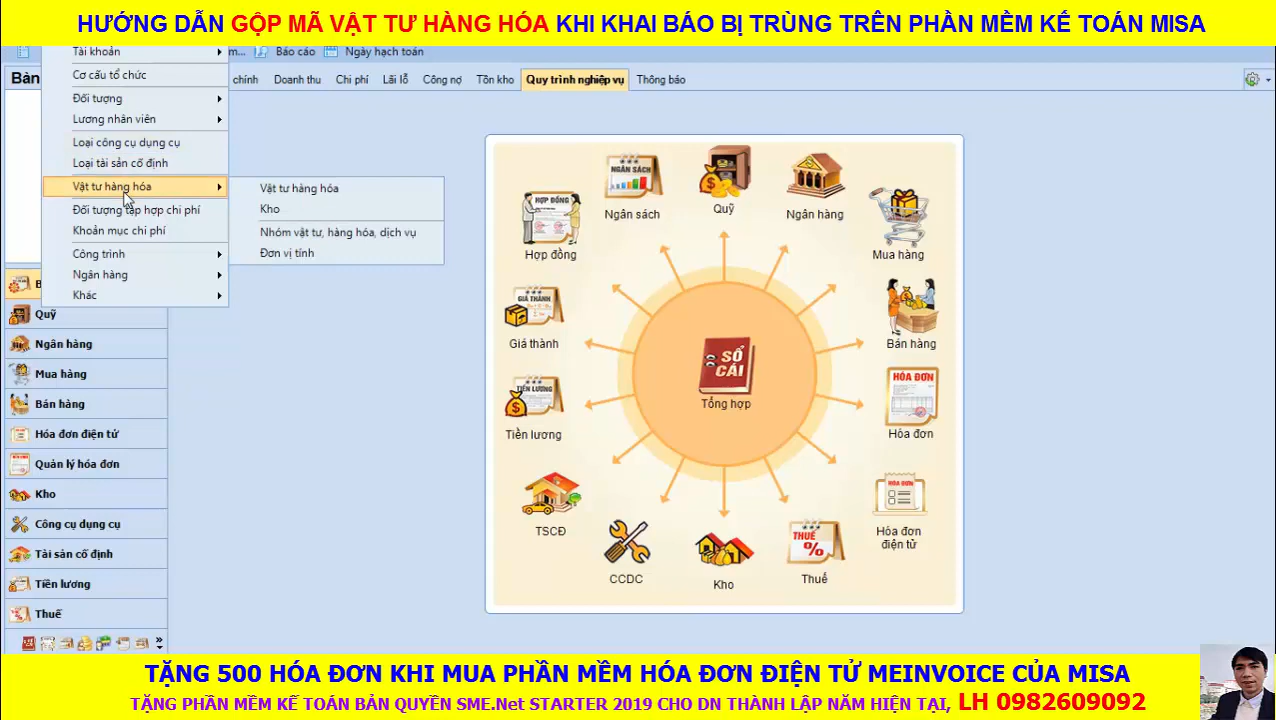 HƯỚNG DẪN GỘP MÃ VẬT TƯ HÀNG HÓA KHI KHAI BÁO BỊ TRÙNG TRÊN PHẦN MỀM KẾ TOÁN MISA
Tài khoản
Báo cáo
Ngày hạch toán
Cơ cấu tổ chức
Bàn
chính
Doanh thu
Chi phí
Lãi lỗ
Công nợ
Tồn kho
Quy trình nghiệp vụ
Thông báo
Đối tượng
Lương nhân viên
Loại công cụ dụng cụ
Loại tài sản cố định
Vật tư hàng hóa
Đối tượng tập hợp chi phí
Khoản mục chi phí
Công trình
Ngân hàng
Khác
Vật tư hàng hóa
Kho
Nhóm vật tư, hàng hóa, dịch vụ
Đơn vị tính
Quỹ
Ngân hàng
Mua hàng
Bán hàng
Hóa đơn điện tử
Quản lý hóa đơn
Kho
Công cụ dụng cụ
Tài sản cố định
Tiền lương
Thuế
NGÂN SÁCH
Ngân sách
Quỹ
Ngân hàng
HỢP ĐỒNG
Hợp đồng
Mua hàng
GIÁ THÀNH
Giá thành
Bán hàng
SỔ CÁI
Tổng hợp
TIỀN LƯƠNG
Tiền lương
HÓA ĐƠN
Hóa đơn
TSCĐ
HÓA ĐƠN
Hóa đơn
điện tử
CCDC
Kho
THUẾ
%
Thuế
TẶNG 500 HÓA ĐƠN KHI MUA PHẦN MỀM HÓA ĐƠN ĐIỆN TỬ MEINVOICE CỦA MISA
TẶNG PHẦN MỀM KẾ TOÁN BẢN QUYỀN SME.Net STARTER 2019 CHO DN THÀNH LẬP NĂM HIỆN TẠI, LH 0982609092